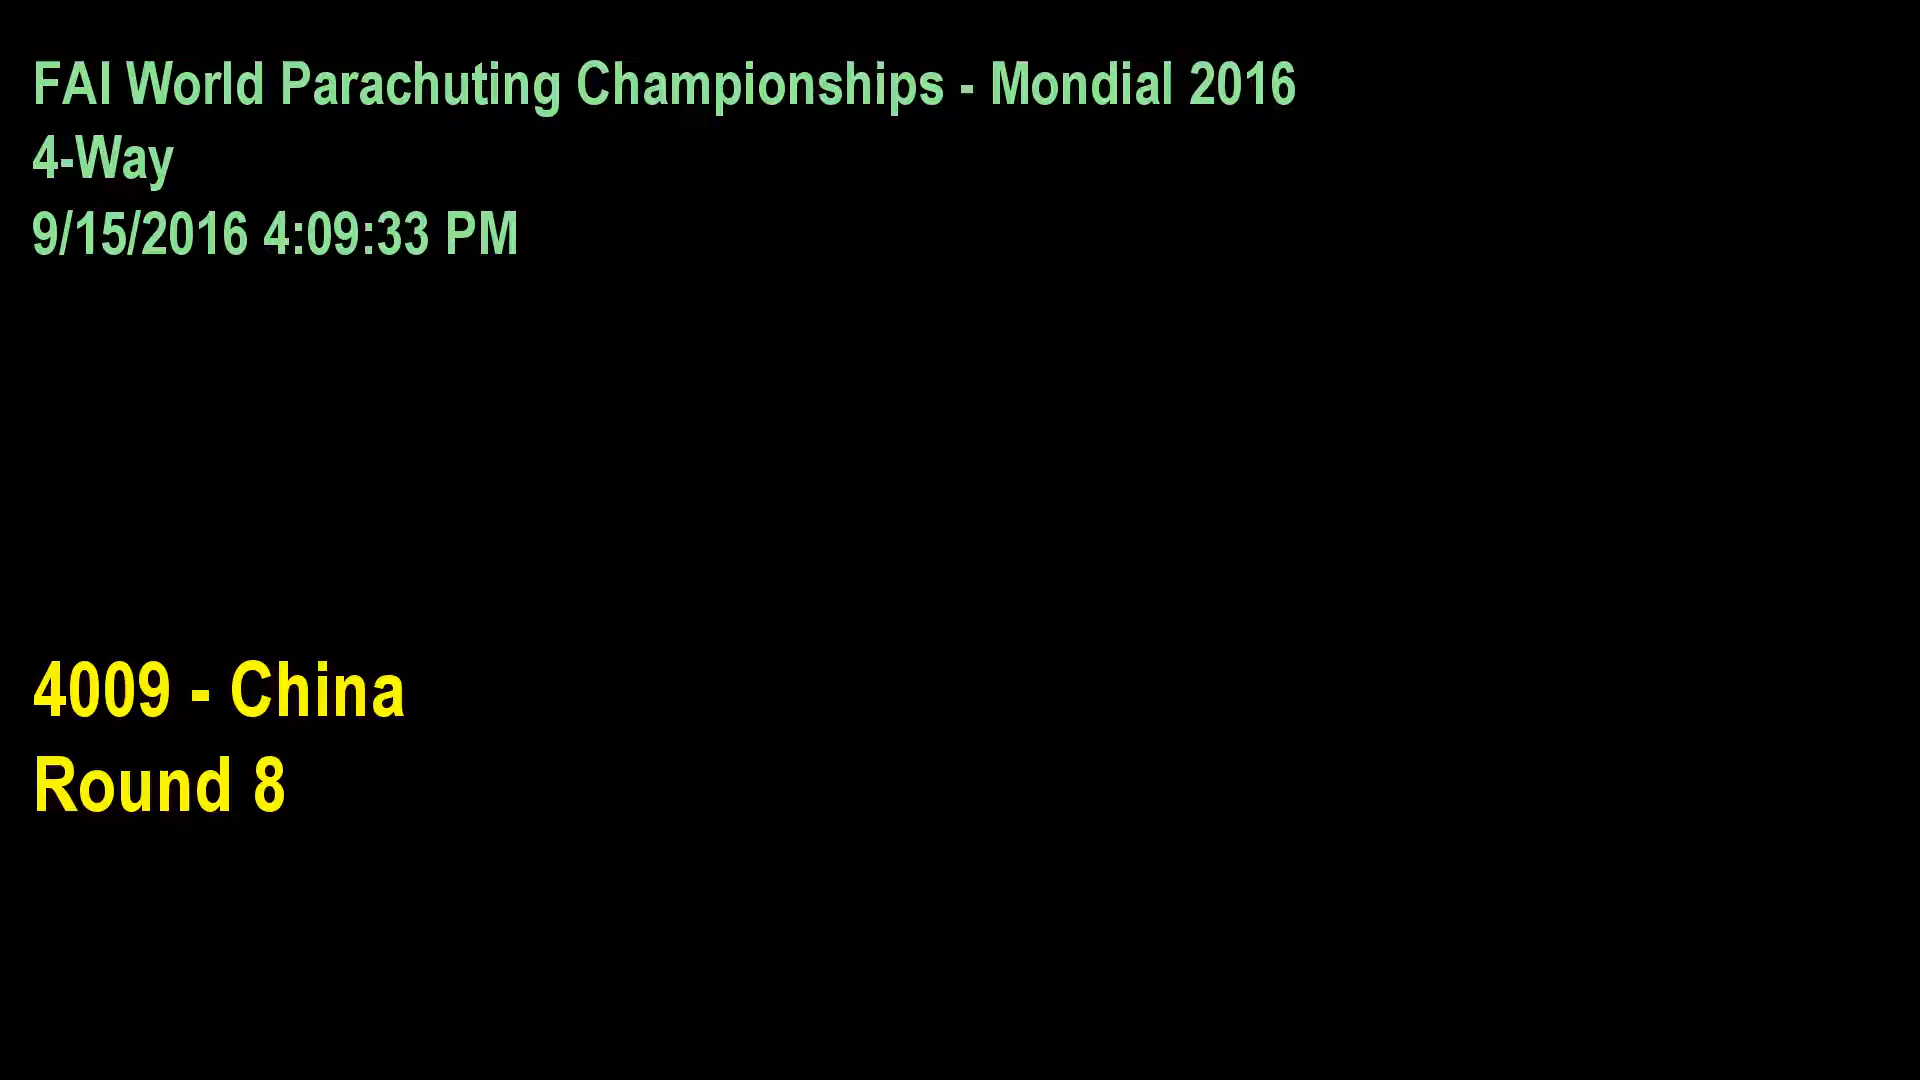 FAI World Parachuting Championships - Mondial 2016
4-Way
9/15/2016 4:09:33 PM
4009 - China
Round 8